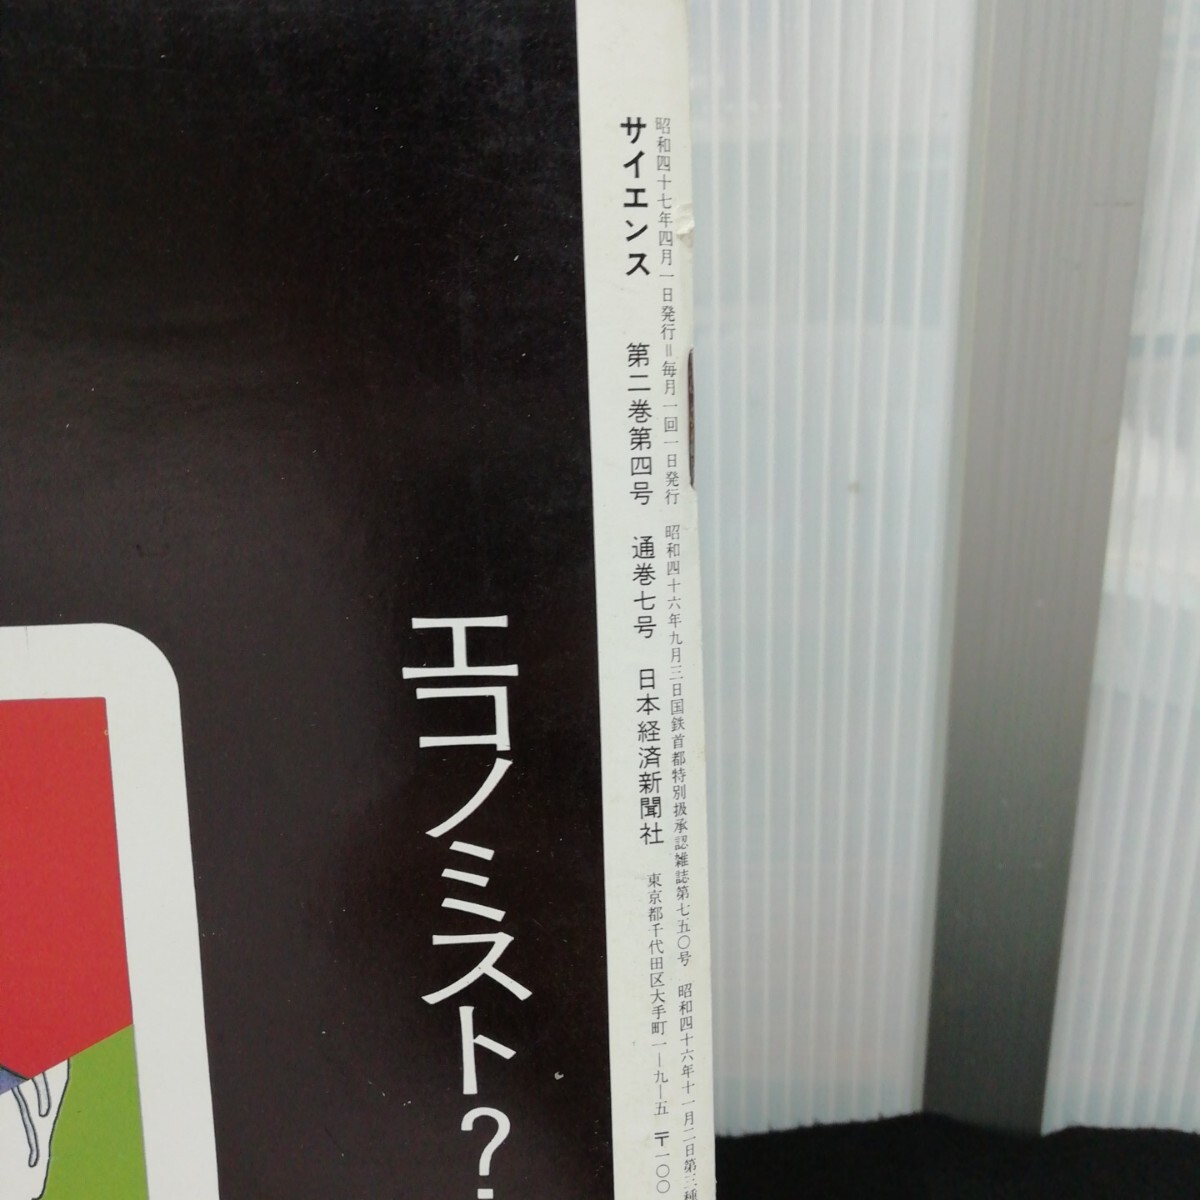 昭和四十七年四月一日発行＝毎月一回一日発行　昭和四十六年九月三日国鉄首都特別扱承認雑誌第七五〇号　昭和四十六年十一月二日第三種
サイエンス　第二巻第四号　通巻七号　日本経済新聞社　東京都千代田区大手町一―九―五　〒一〇〇
エコノミスト?